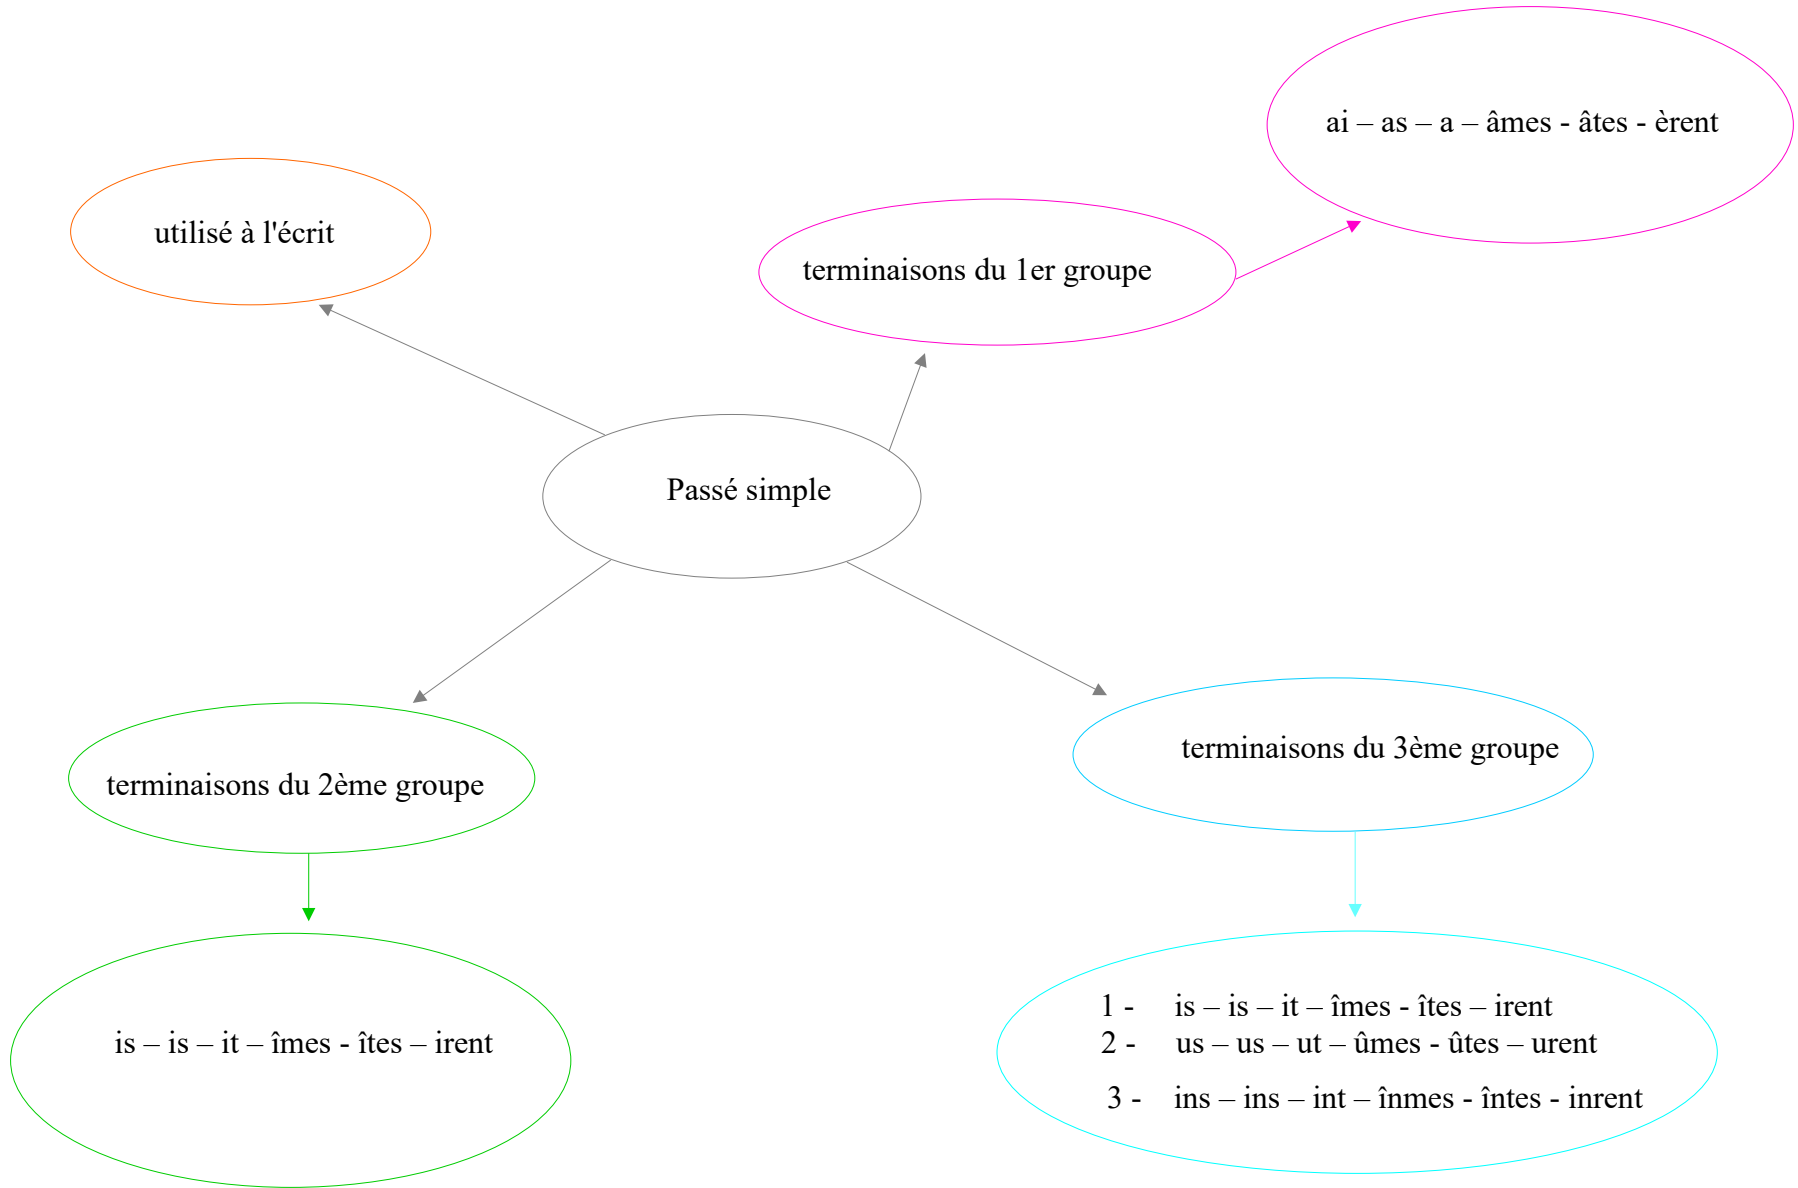 ai – as – a – âmes - âtes - èrent
utilisé à l'écrit
terminaisons du 1er groupe
Passé simple
terminaisons du 2ème groupe
terminaisons du 3ème groupe
is – is – it – îmes - îtes – irent
1 - is – is – it – îmes - îtes – irent
2 - us – us – ut – ûmes - ûtes – urent
3 - ins – ins – int – înmes - întes - inrent